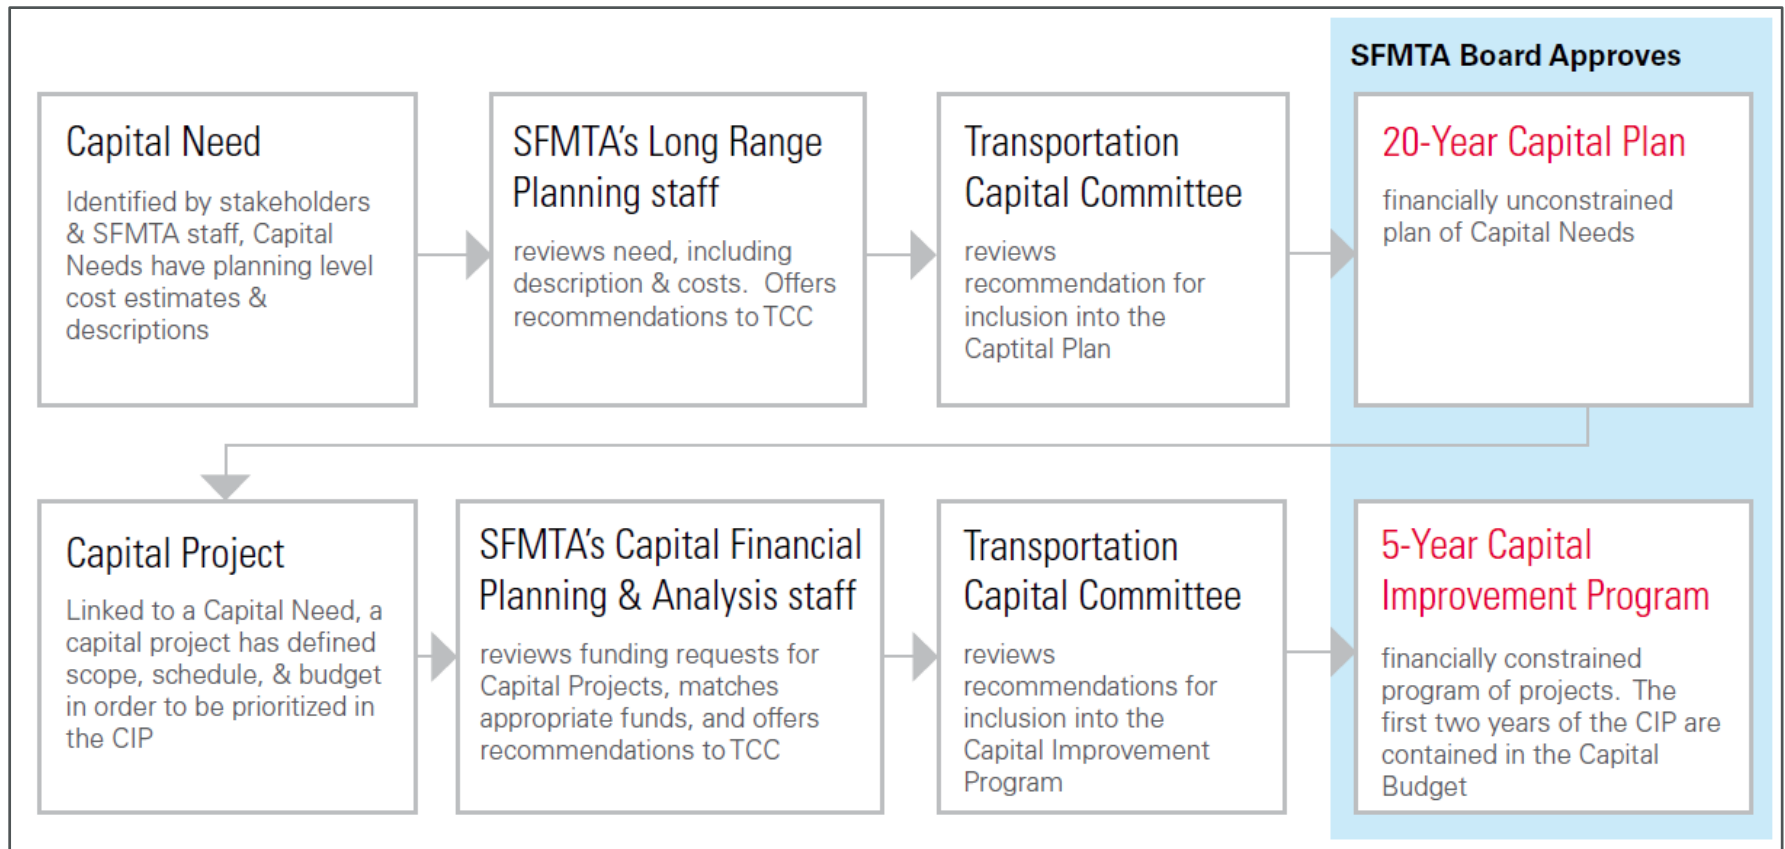 SFMTA Board Approves
Capital Need
Identified by stakeholders
& SFMTA staff, Capital
Needs have planning level
cost estimates &
descriptions
SFMTA's Long Range
Planning staff
reviews need, including
description & costs.  Offers
recommendations to TCC
Transportation
Capital Committee
reviews
recommendation for
inclusion into the
Captital Plan
20-Year Capital Plan
financially unconstrained
plan of Capital Needs
Capital Project
Linked to a Capital Need, a
capital project has defined
scope, schedule, & budget
in order to be prioritized in
the CIP
SFMTA's Capital Financial
Planning & Analysis staff
reviews funding requests for
Capital Projects, matches
appropriate funds, and offers
recommendations to TCC
Transportation
Capital Committee
reviews
recommendations for
inclusion into the
Capital Improvement
Program
5-Year Capital
Improvement Program
financially constrained
program of projects.  The
first two years of the CIP are
contained in the Capital
Budget